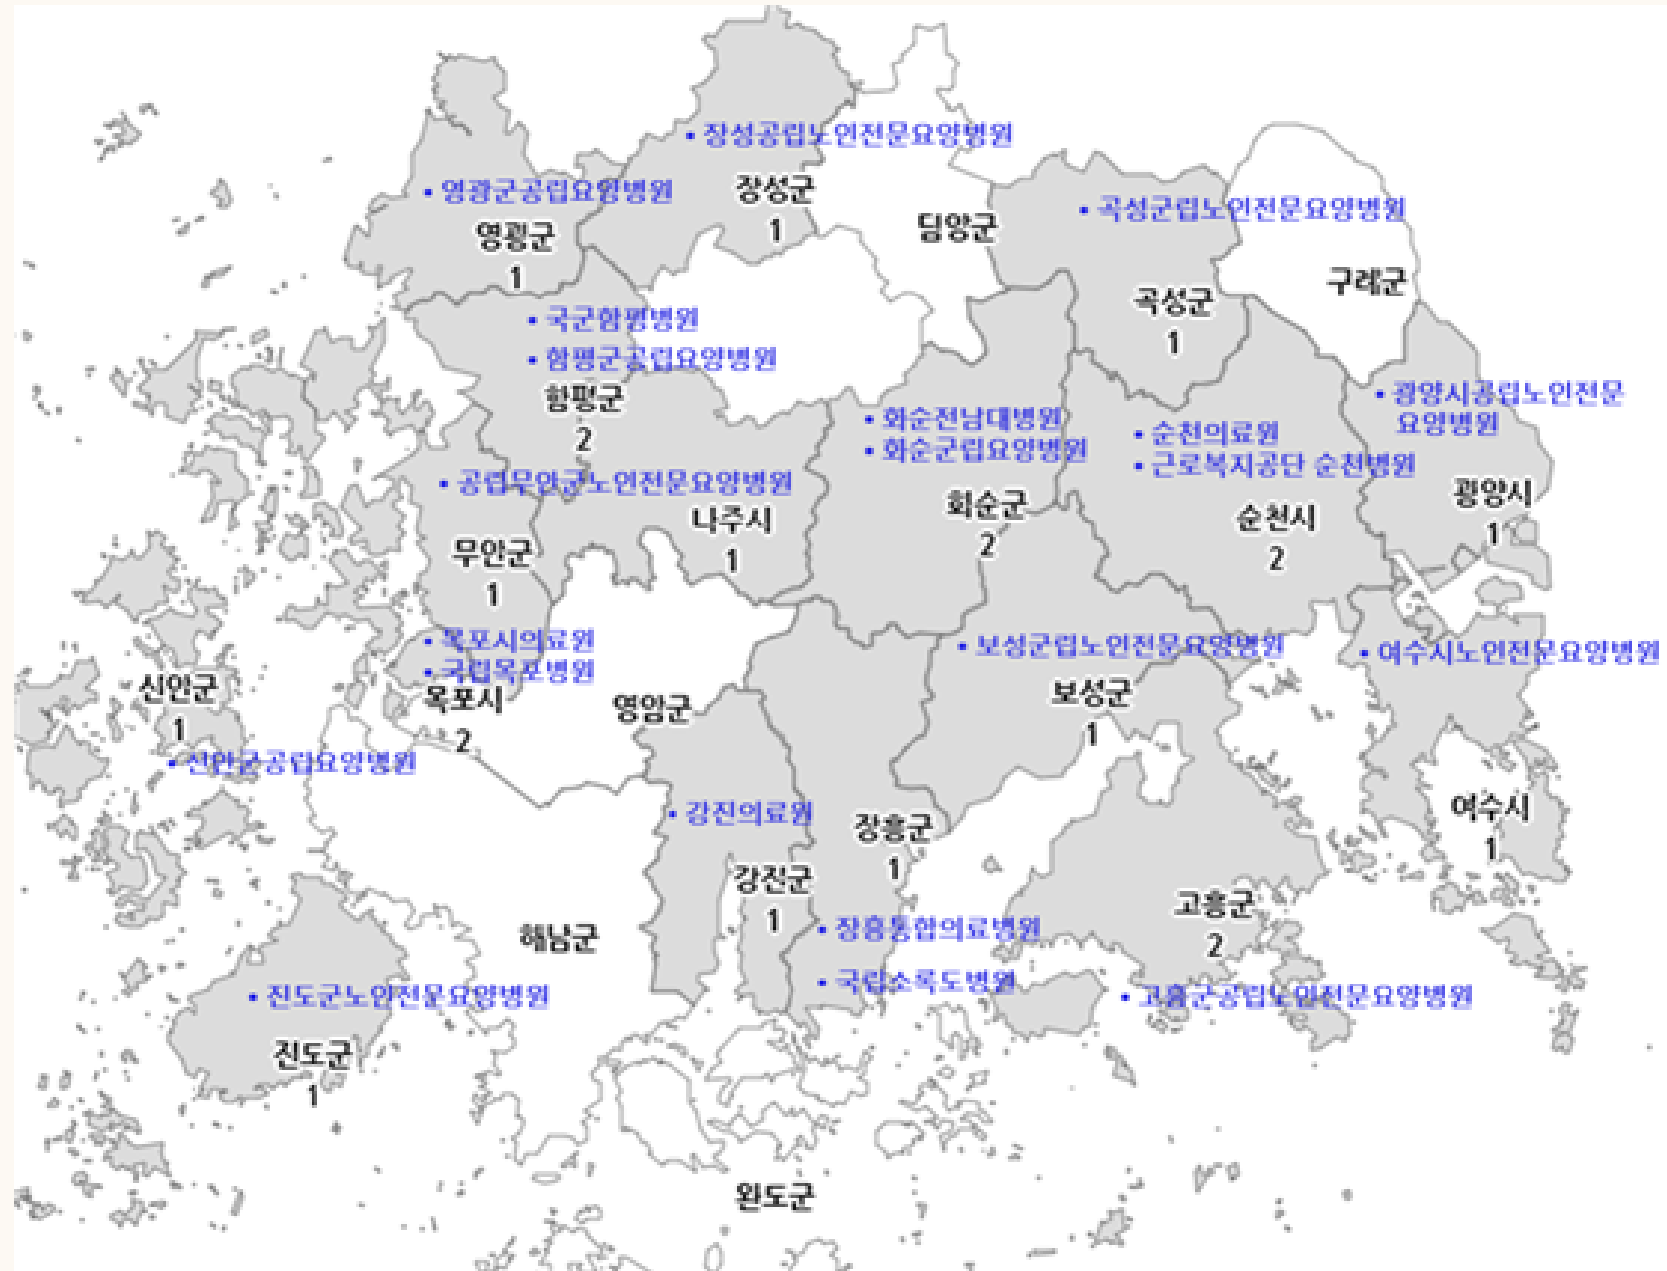 • 장성공립노인전문요양병원
장성군
1
• 영광군공립요양병원
영광군
1
담양군
• 곡성군립노인전문요양병원
곡성군
1
구례군
• 국군함평병원
• 함평군공립요양병원
함평군
2
• 화순전남대병원
• 화순군립요양병원
화순군
2
• 순천의료원
• 근로복지공단 순천병원
순천시
2
• 광양시공립노인전문
요양병원
광양시
1
• 공립무안군노인전문요양병원
나주시
1
무안군
1
• 목포시의료원
• 국립목포병원
목포시
2
신안군
1
• 신안군공립요양병원
영암군
• 보성군립노인전문요양병원
보성군
1
• 여수시노인전문요양병원
여수시
1
• 강진의료원
강진군
1
장흥군
1
• 장흥통합의료병원
• 국립소록도병원
고흥군
2
• 고흥군공립노인전문요양병원
해남군
• 진도군노인전문요양병원
진도군
1
완도군